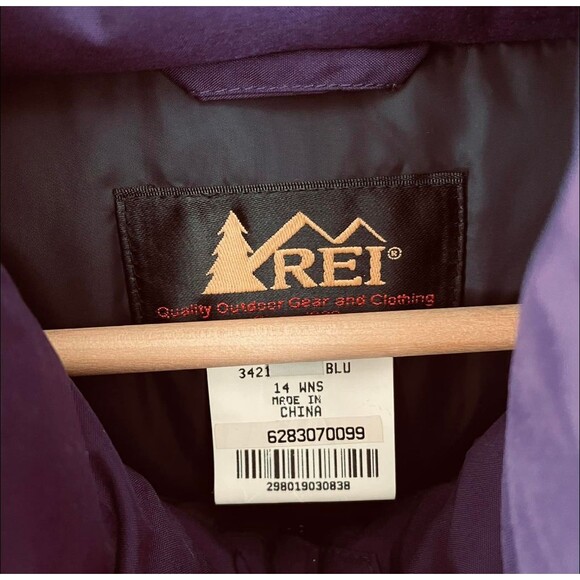 REI®
Quality Outdoor Gear and Clothing
3421 BLU
14 WNS
MADE IN
CHINA
6283070099
298019030838